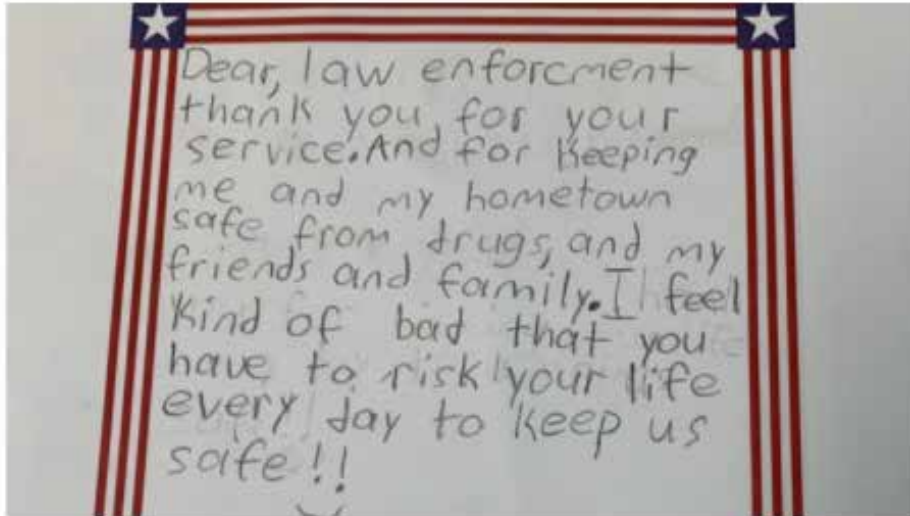 Dear, law enforcment
thank you for your
service. And for keeping
me and my hometown
safe from drugs, and my
friends and family. I feel
kind of bad that you
have to risk your life
every day to keep us
safe!!